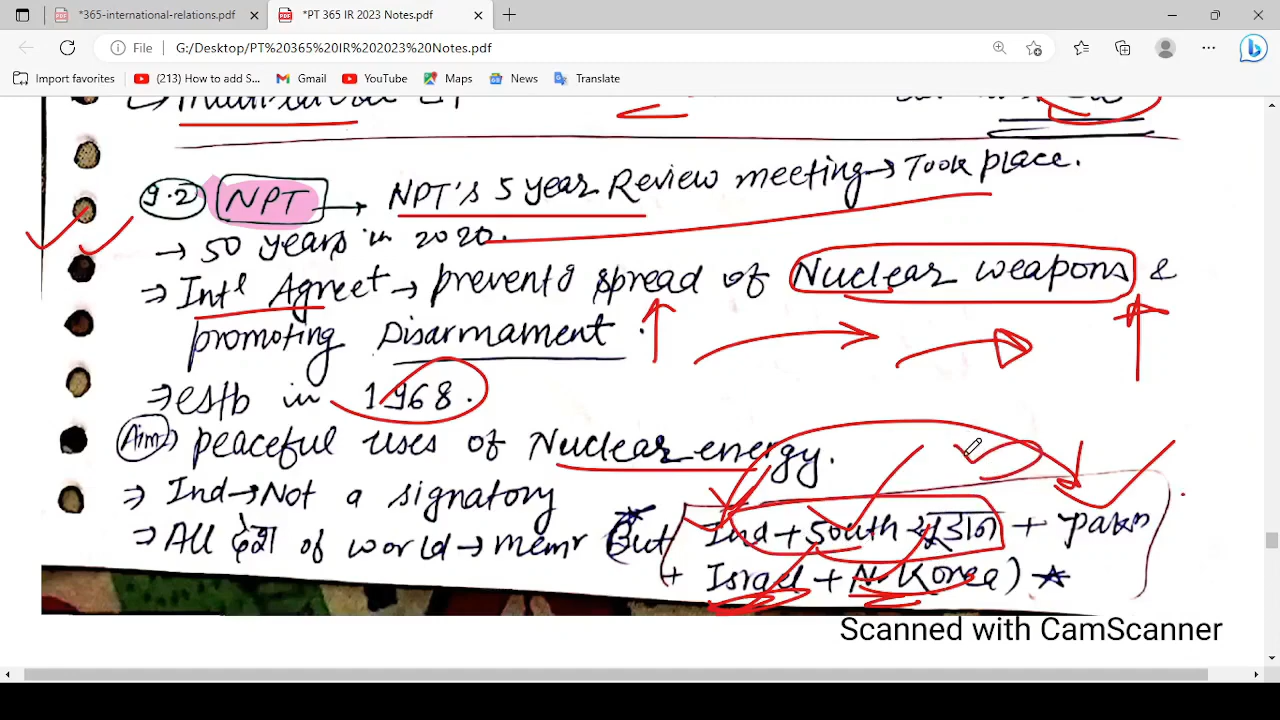 *365-international-relations.pdf
*PT 365 IR 2023 Notes.pdf
File G:/Desktop/PT%20365%20IR%202023%20Notes.pdf
Import favorites
(213) How to add S...
Gmail
YouTube
Maps
News
Translate
9.2 NPT → NPT's 5 year Review meeting → Took place.
→ 50 years in 2020.
⇒ Intl Agreet → prevent spread of Nuclear weapons &
promoting Disarmament.
⇒ estb in 1968.
Aim ⇒ peaceful uses of Nuclear energy.
⇒ Ind → Not a signatory
⇒ All देश of world → memr (But Ind + South सूडान + pakn
+ Israel + N. Korea) ★
Scanned with CamScanner